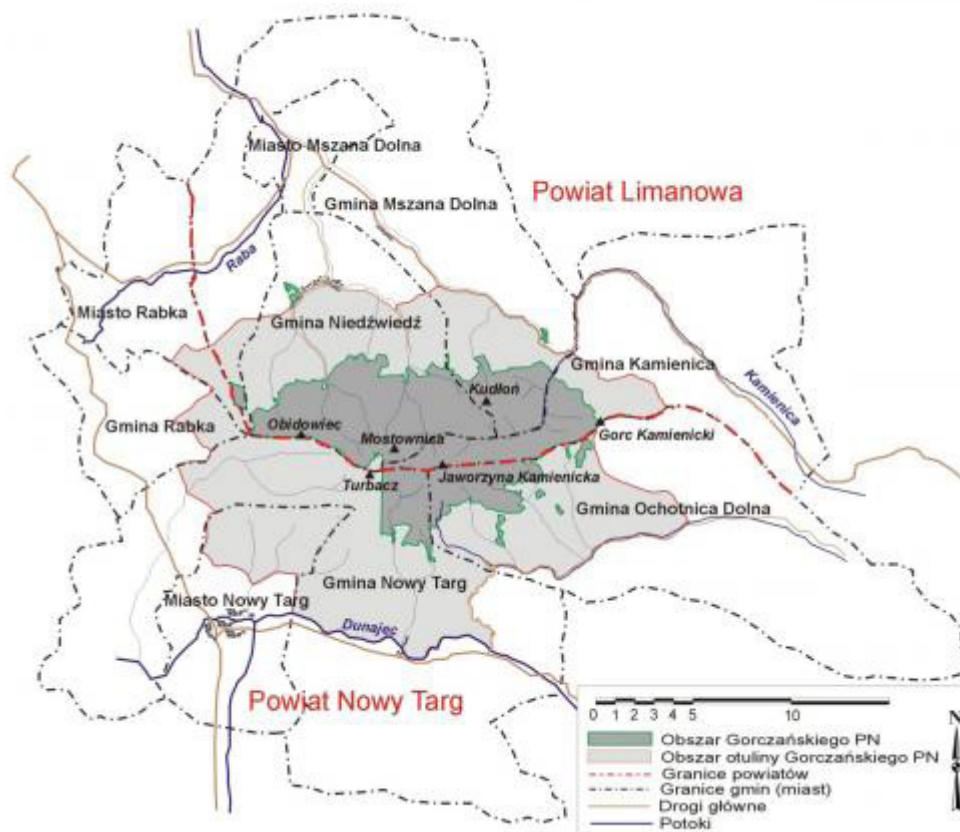 Miasto Mszana Dolna
Powiat Limanowa
Gmina Mszana Dolna
Raba
Miasto Rabka
Gmina Niedźwiedź
Gmina Kamienica
Kamienica
Kudłoń
Gmina Rabka
Obidowiec
Mostownica
Gorc Kamienicki
Turbacz
Jaworzyna Kamienicka
Gmina Ochotnica Dolna
Gmina Nowy Targ
Miasto Nowy Targ
Dunajec
Powiat Nowy Targ
0 1 2 3 4 5 10
N
Obszar Gorczańskiego PN
Obszar otuliny Gorczańskiego PN
Granice powiatów
Granice gmin (miast)
Drogi główne
Potoki